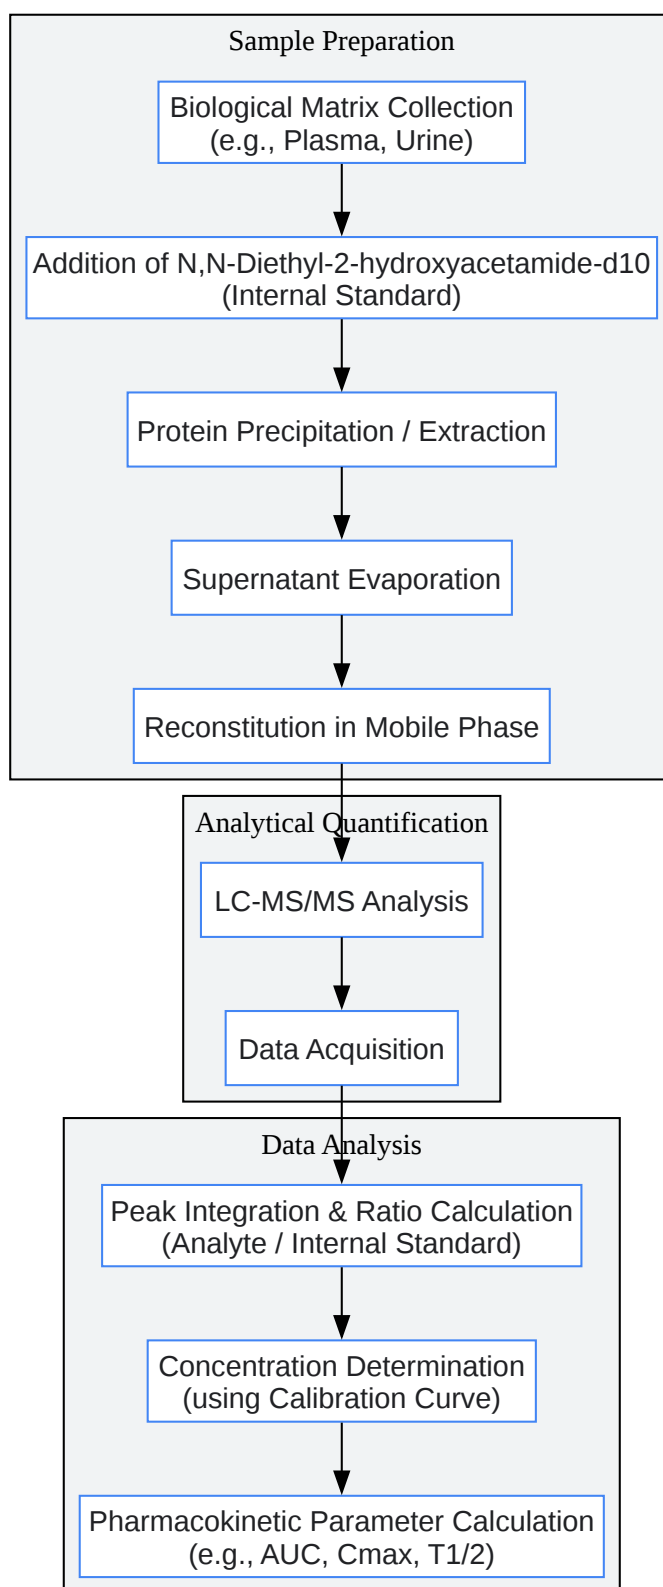 Sample Preparation
Biological Matrix Collection
(e.g., Plasma, Urine)
Addition of N,N-Diethyl-2-hydroxyacetamide-d10
(Internal Standard)
Protein Precipitation / Extraction
Supernatant Evaporation
Reconstitution in Mobile Phase
Analytical Quantification
LC-MS/MS Analysis
Data Acquisition
Data Analysis
Peak Integration & Ratio Calculation
(Analyte / Internal Standard)
Concentration Determination
(using Calibration Curve)
Pharmacokinetic Parameter Calculation
(e.g., AUC, Cmax, T1/2)